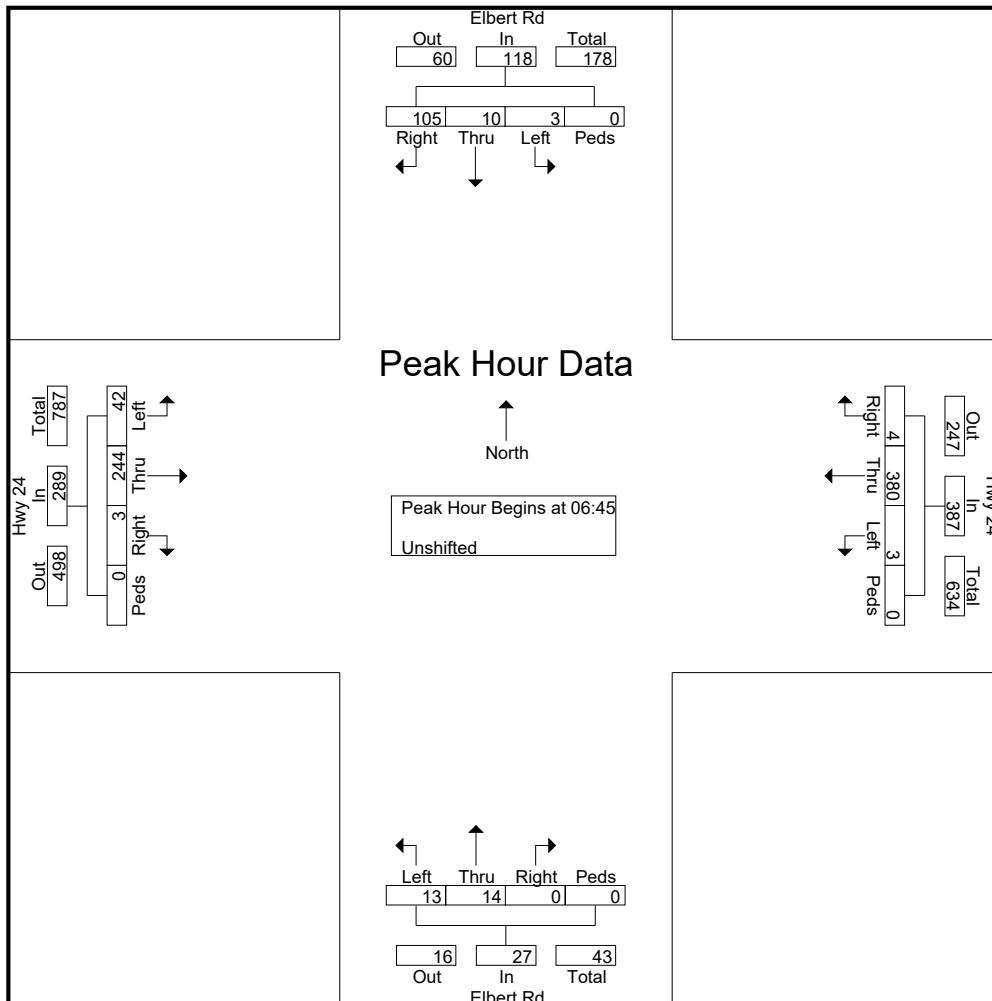 Elbert Rd
Out In Total
60 118 178
105 10 3 0
Right Thru Left Peds
Peak Hour Data
North
Peak Hour Begins at 06:45
Unshifted
Hwy 24
Total In Out
787 289 498
42 244 3 0
Left Thru Right Peds
Right Thru Left Peds
4 380 3 0
247 387 634
Out In Total
Hwy 24
Left Thru Right Peds
13 14 0 0
16 27 43
Out In Total
Elbert Rd